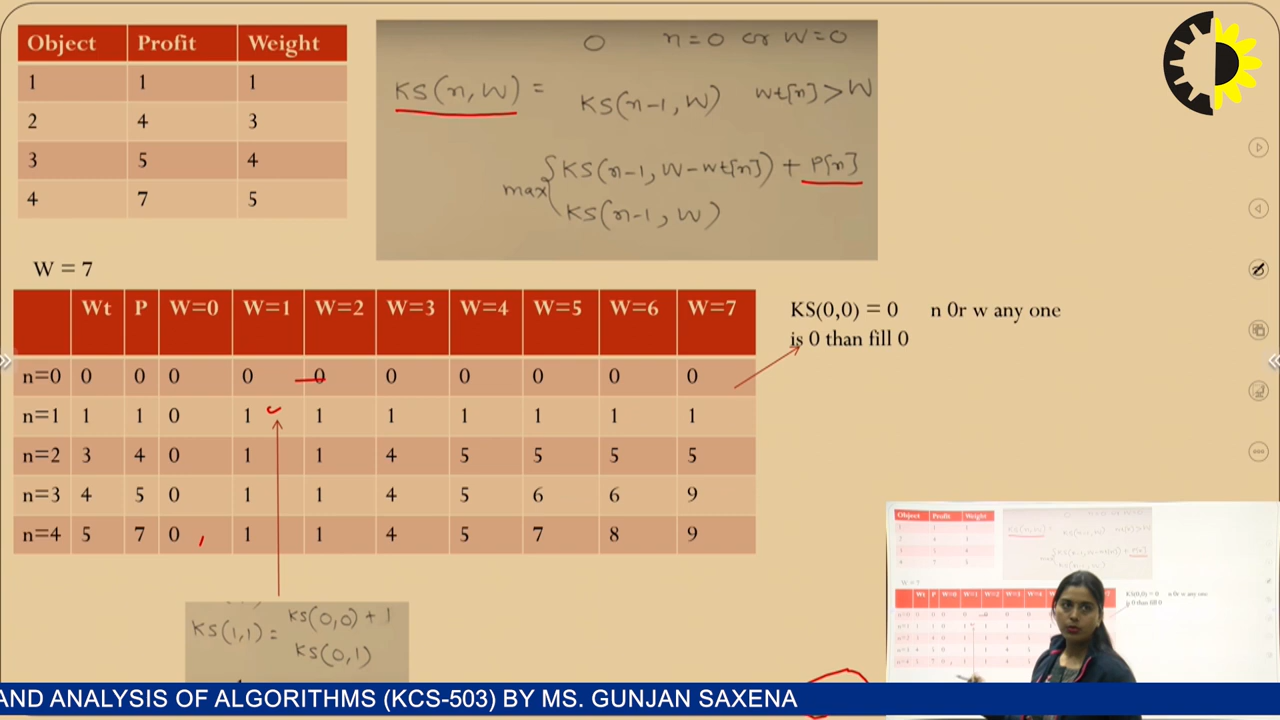 Object Profit Weight
1 1 1
2 4 3
3 5 4
4 7 5
0 n=0 or W=0
KS(n,W) = KS(n-1,W) wt[n]>W
max { KS(n-1, W-wt[n]) + P[n]
KS(n-1, W)
W = 7
Wt P W=0 W=1 W=2 W=3 W=4 W=5 W=6 W=7
n=0 0 0 0 0 0 0 0 0 0 0
n=1 1 1 0 1 1 1 1 1 1 1
n=2 3 4 0 1 1 4 5 5 5 5
n=3 4 5 0 1 1 4 5 6 6 9
n=4 5 7 0 1 1 4 5 7 8 9
KS(0,0) = 0 n 0r w any one
is 0 than fill 0
KS(1,1) = KS(0,0) + 1
KS(0,1)
AND ANALYSIS OF ALGORITHMS (KCS-503) BY MS. GUNJAN SAXENA